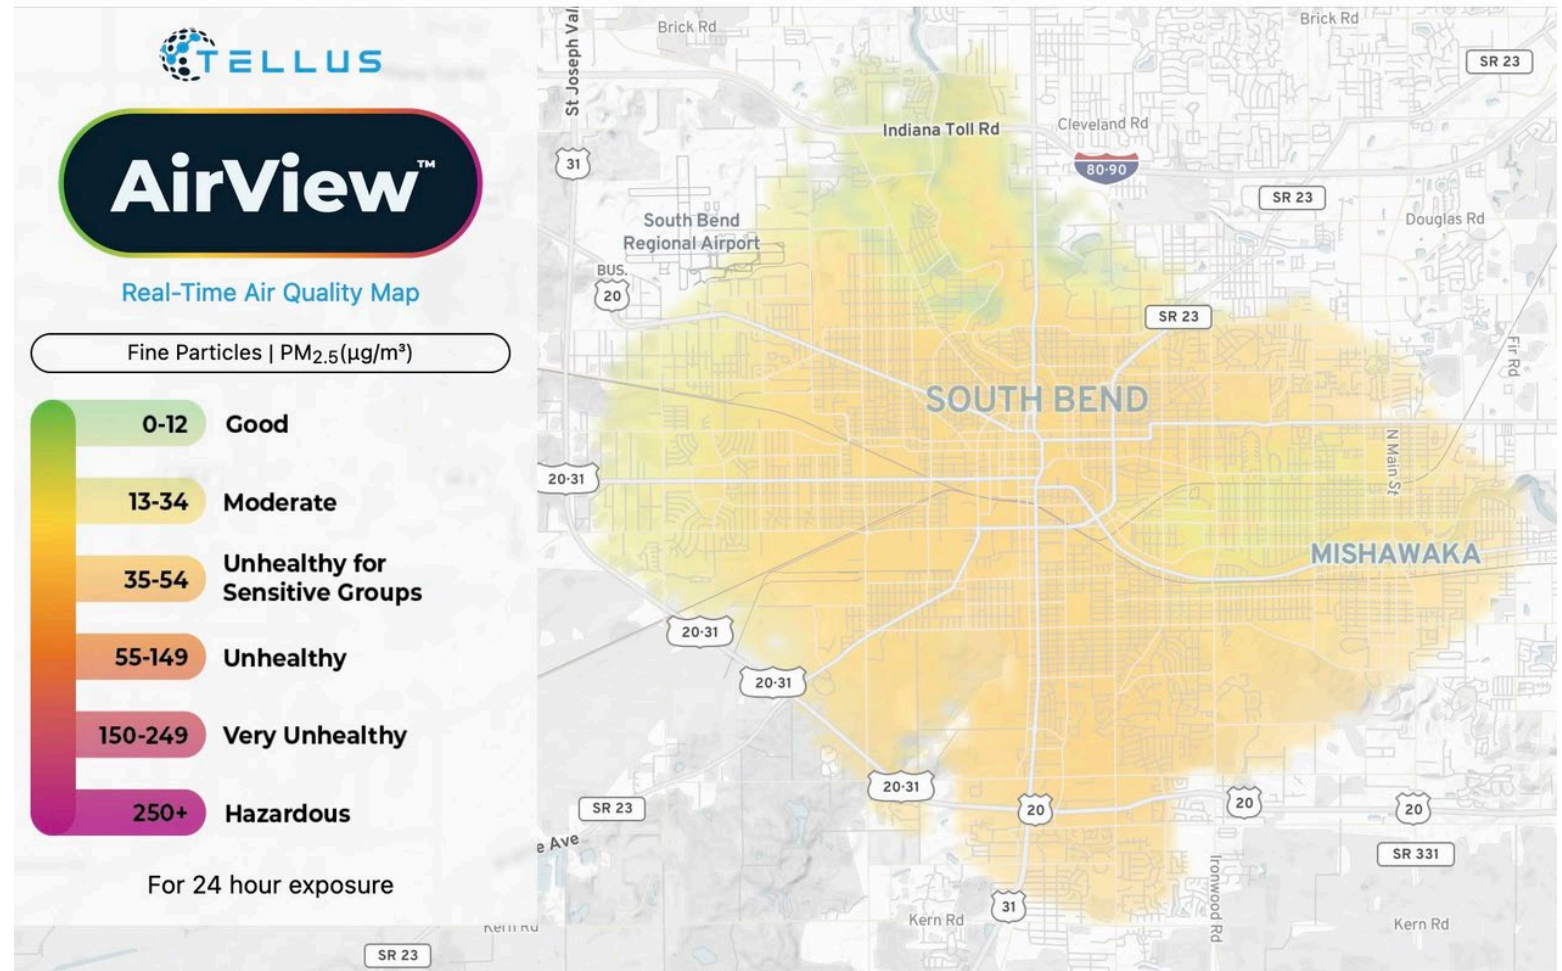 TELLUS
AirView™
Real-Time Air Quality Map
Fine Particles | PM2.5(µg/m³)
0-12 Good
13-34 Moderate
35-54 Unhealthy for
Sensitive Groups
55-149 Unhealthy
150-249 Very Unhealthy
250+ Hazardous
For 24 hour exposure
Brick Rd
Brick Rd
St Joseph Val
SR 23
Indiana Toll Rd
Cleveland Rd
31
80-90
SR 23
Douglas Rd
South Bend
Regional Airport
BUS.
20
SR 23
Fir Rd
SOUTH BEND
N Main St
20-31
MISHAWAKA
20-31
20-31
20-31
SR 23
20
20
20
e Ave
SR 331
Ironwood Rd
31
Kern Rd
Kern Rd
Kern Rd
SR 23